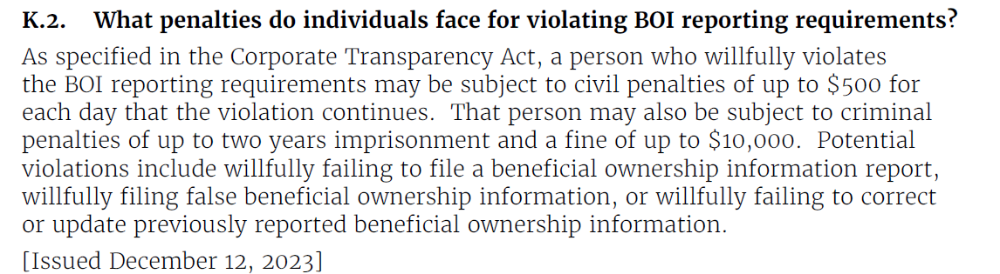 K.2. What penalties do individuals face for violating BOI reporting requirements?
As specified in the Corporate Transparency Act, a person who willfully violates
the BOI reporting requirements may be subject to civil penalties of up to $500 for
each day that the violation continues.  That person may also be subject to criminal
penalties of up to two years imprisonment and a fine of up to $10,000.  Potential
violations include willfully failing to file a beneficial ownership information report,
willfully filing false beneficial ownership information, or willfully failing to correct
or update previously reported beneficial ownership information.
[Issued December 12, 2023]